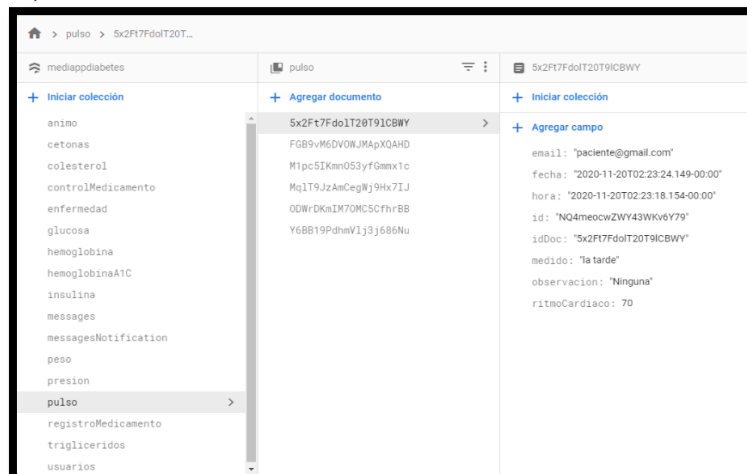 > pulso > 5x2Ft7FdolT20T...
mediappdiabetes
+ Iniciar colección
animo
cetonas
colesterol
controlMedicamento
enfermedad
glucosa
hemoglobina
hemoglobinaA1C
insulina
messages
messagesNotification
peso
presion
pulso >
registroMedicamento
trigliceridos
usuarios
pulso
+ Agregar documento
5x2Ft7FdolT20T9lCBWY >
FGB9vM6DVOWJMApXQAHD
M1pc5IKmnO53yfGmmx1c
MqlT9JzAmCegWj9Hx7IJ
ODWrDKmIM7OMC5CfhrBB
Y6BB19PdhmVlj3j686Nu
5x2Ft7FdolT20T9lCBWY
+ Iniciar colección
+ Agregar campo
email: "paciente@gmail.com"
fecha: "2020-11-20T02:23:24.149-00:00"
hora: "2020-11-20T02:23:18.154-00:00"
id: "NQ4meocwZWY43WKv6Y79"
idDoc: "5x2Ft7FdolT20T9lCBWY"
medido: "la tarde"
observacion: "Ninguna"
ritmoCardiaco: 70